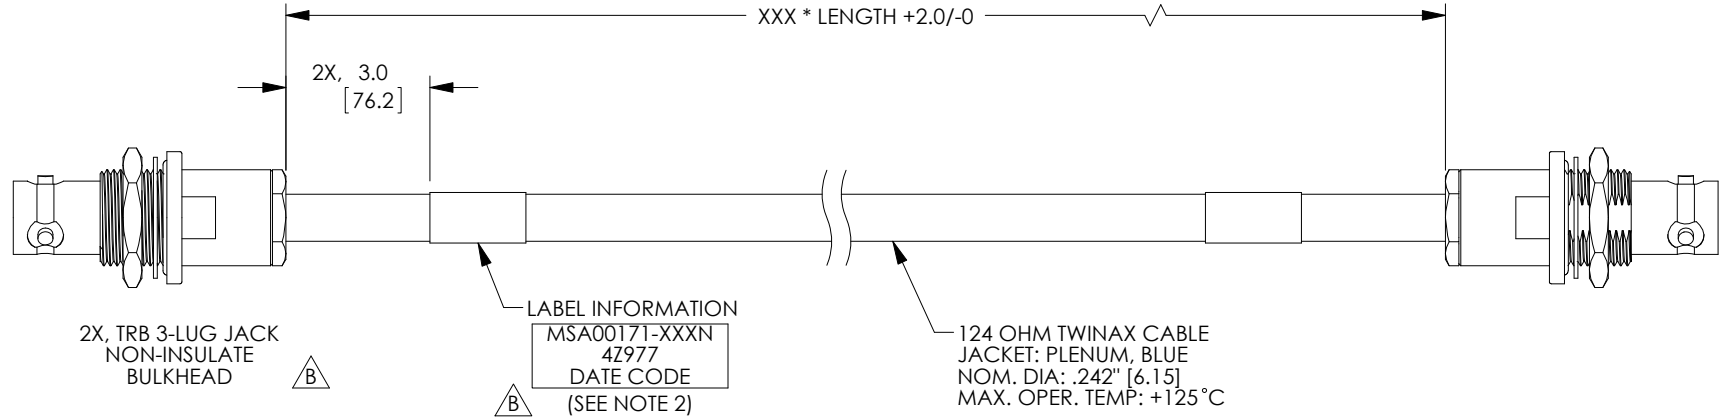 XXX * LENGTH +2.0/-0
2X, 3.0
[76.2]
LABEL INFORMATION
MSA00171-XXXN
4Z977
DATE CODE
(SEE NOTE 2)
B
2X, TRB 3-LUG JACK
NON-INSULATE
BULKHEAD
B
124 OHM TWINAX CABLE
JACKET: PLENUM, BLUE
NOM. DIA: .242" [6.15]
MAX. OPER. TEMP: +125°C